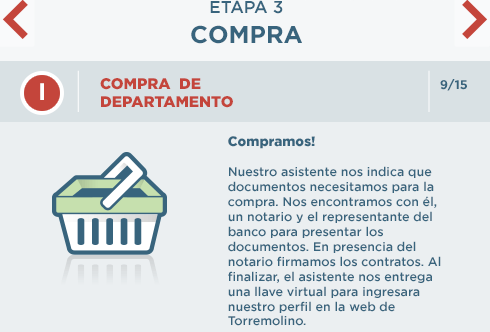 ETAPA 3
COMPRA
I
COMPRA DE
DEPARTAMENTO
9/15
Compramos!
Nuestro asistente nos indica que
documentos necesitamos para la
compra. Nos encontramos con él,
un notario y el representante del
banco para presentar los
documentos. En presencia del
notario firmamos los contratos. Al
finalizar, el asistente nos entrega
una llave virtual para ingresara
nuestro perfil en la web de
Torremolino.